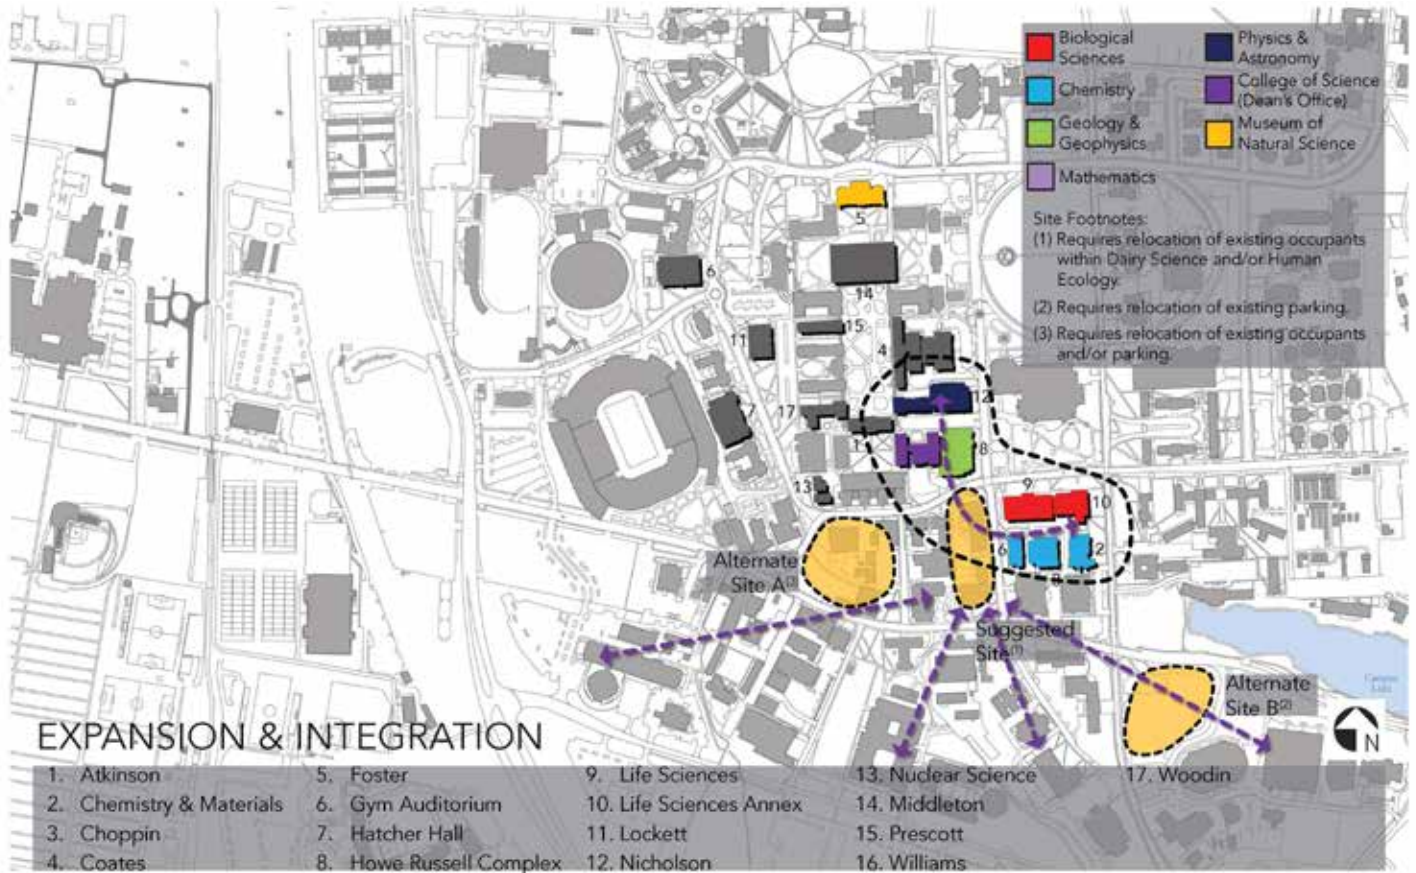 Biological
Sciences
Physics &
Astronomy
Chemistry
College of Science
(Dean's Office)
Geology &
Geophysics
Museum of
Natural Science
Mathematics
Site Footnotes:
(1) Requires relocation of existing occupants
within Dairy Science and/or Human
Ecology.
(2) Requires relocation of existing parking.
(3) Requires relocation of existing occupants
and/or parking.
5
6
14
15
11
4
12
17
7
1
8
13
9
10
6
2
Alternate
Site A
Suggested
Site(1)
Alternate
Site B(2)
Campus
Lake
N
EXPANSION & INTEGRATION
1. Atkinson
2. Chemistry & Materials
3. Choppin
4. Coates
5. Foster
6. Gym Auditorium
7. Hatcher Hall
8. Howe Russell Complex
9. Life Sciences
10. Life Sciences Annex
11. Lockett
12. Nicholson
13. Nuclear Science
14. Middleton
15. Prescott
16. Williams
17. Woodin